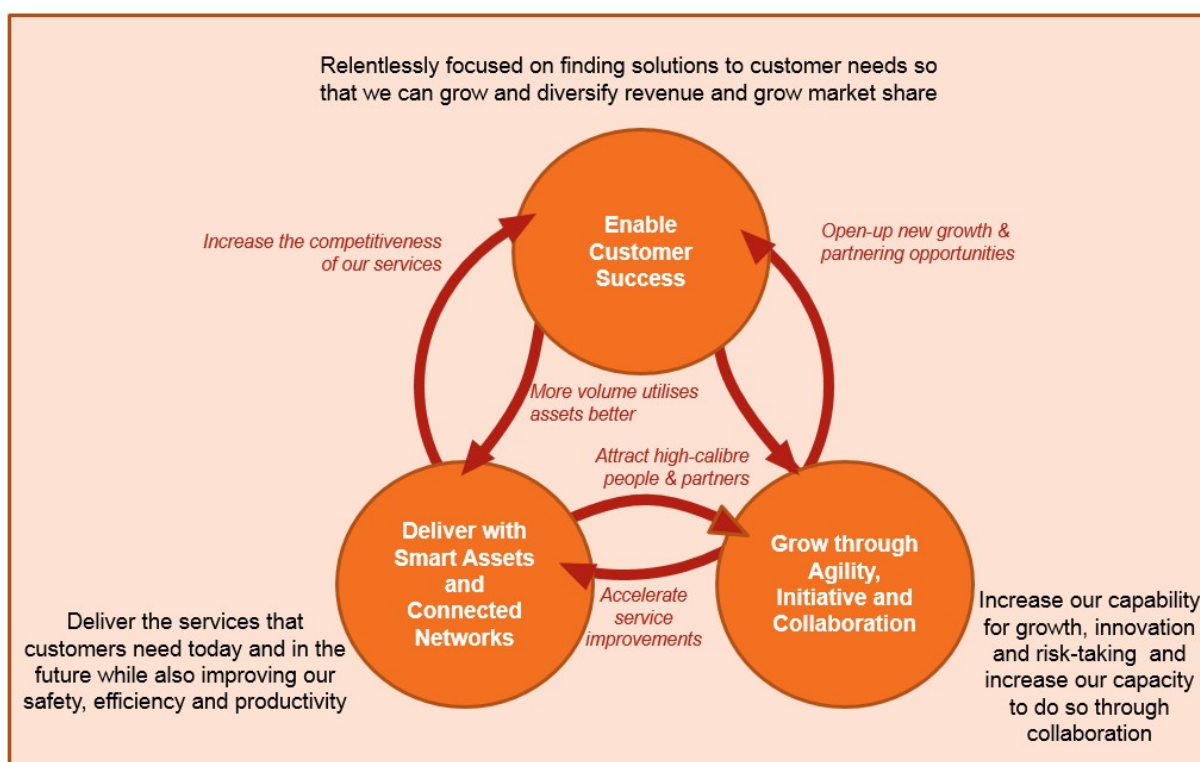 Relentlessly focused on finding solutions to customer needs so
that we can grow and diversify revenue and grow market share
Enable
Customer
Success
Increase the competitiveness
of our services
Open-up new growth &
partnering opportunities
More volume utilises
assets better
Attract high-calibre
people & partners
Deliver with
Smart Assets
and
Connected
Networks
Grow through
Agility,
Initiative and
Collaboration
Accelerate
service
improvements
Deliver the services that
customers need today and in the
future while also improving our
safety, efficiency and productivity
Increase our capability
for growth, innovation
and risk-taking and
increase our capacity
to do so through
collaboration